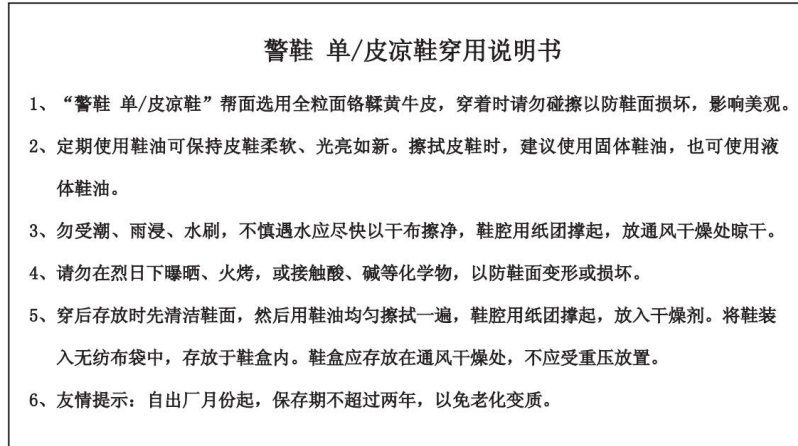 警鞋 单/皮凉鞋穿用说明书
1、“警鞋 单/皮凉鞋”帮面选用全粒面铬鞣黄牛皮，穿着时请勿碰擦以防鞋面损坏，影响美观。
2、定期使用鞋油可保持皮鞋柔软、光亮如新。擦拭皮鞋时，建议使用固体鞋油，也可使用液
体鞋油。
3、勿受潮、雨浸、水刷，不慎遇水应尽快以干布擦净，鞋腔用纸团撑起，放通风干燥处晾干。
4、请勿在烈日下曝晒、火烤，或接触酸、碱等化学物，以防鞋面变形或损坏。
5、穿后存放时先清洁鞋面，然后用鞋油均匀擦拭一遍，鞋腔用纸团撑起，放入干燥剂。将鞋装
入无纺布袋中，存放于鞋盒内。鞋盒应存放在通风干燥处，不应受重压放置。
6、友情提示：自出厂月份起，保存期不超过两年，以免老化变质。